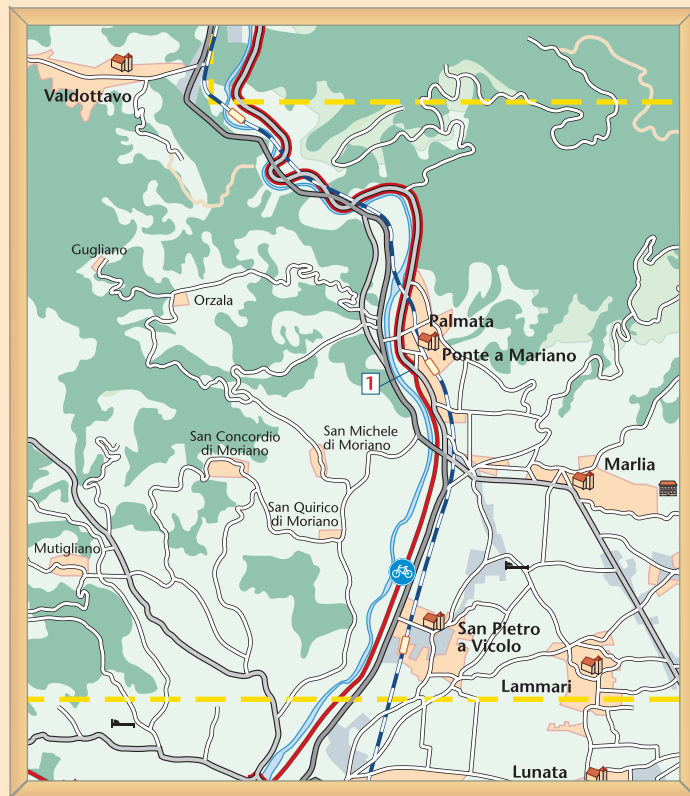 Valdottavo
Gugliano
Orzala
Palmata
Ponte a Mariano
1
San Michele
di Moriano
San Concordio
di Moriano
Marlia
San Quirico
di Moriano
Mutigliano
San Pietro
a Vicolo
Lammari
Lunata